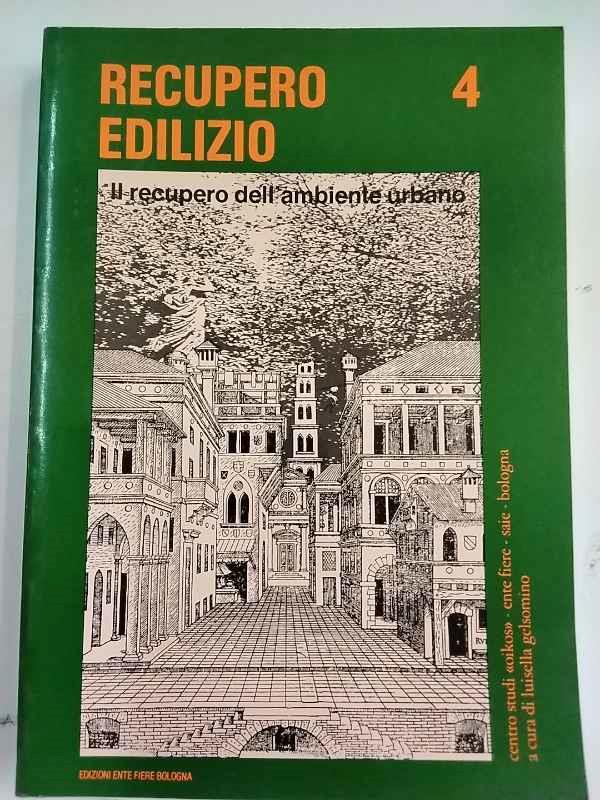 RECUPERO 4
EDILIZIO
Il recupero dell'ambiente urbano
centro studi «oikos» · ente fiere · saie · bologna
a cura di luisella gelsomino
EDIZIONI ENTE FIERE BOLOGNA